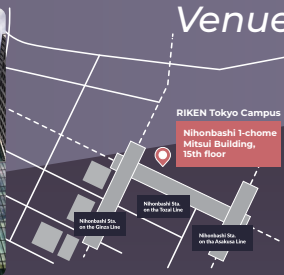 Venue
RIKEN Tokyo Campus
Nihonbashi 1-chome
Mitsui Building,
15th floor
Nihonbashi Sta.
on the Tozai Line
Nihonbashi Sta.
on the Ginza Line
Nihonbashi Sta.
on tha Asakusa Line